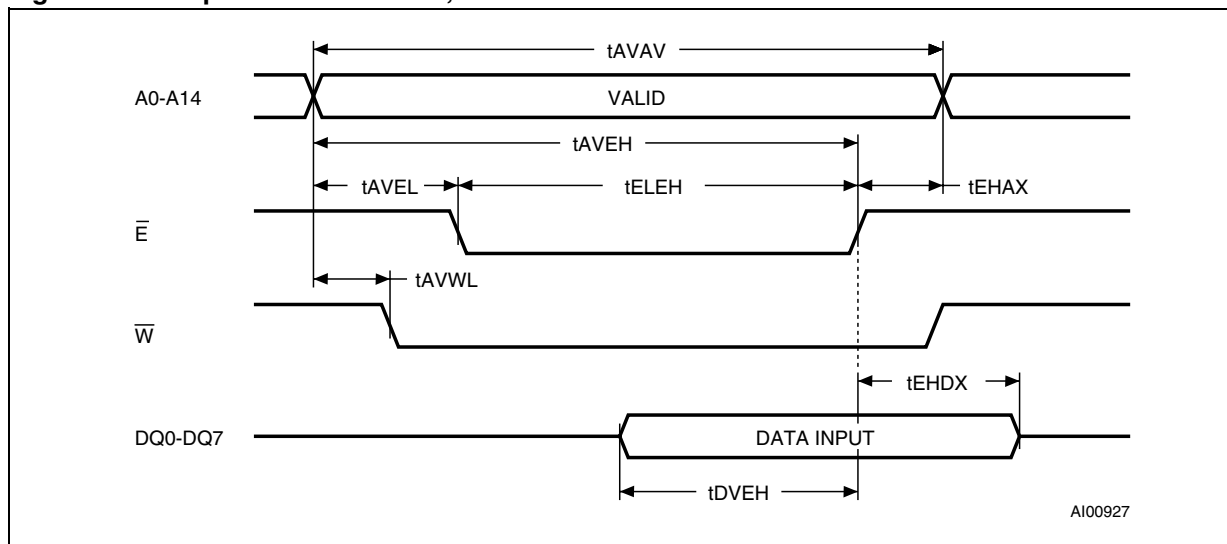 tAVAV
A0-A14
VALID
tAVEH
tAVEL
tELEH
tEHAX
E̅
tAVWL
W̅
tEHDX
DQ0-DQ7
DATA INPUT
tDVEH
AI00927